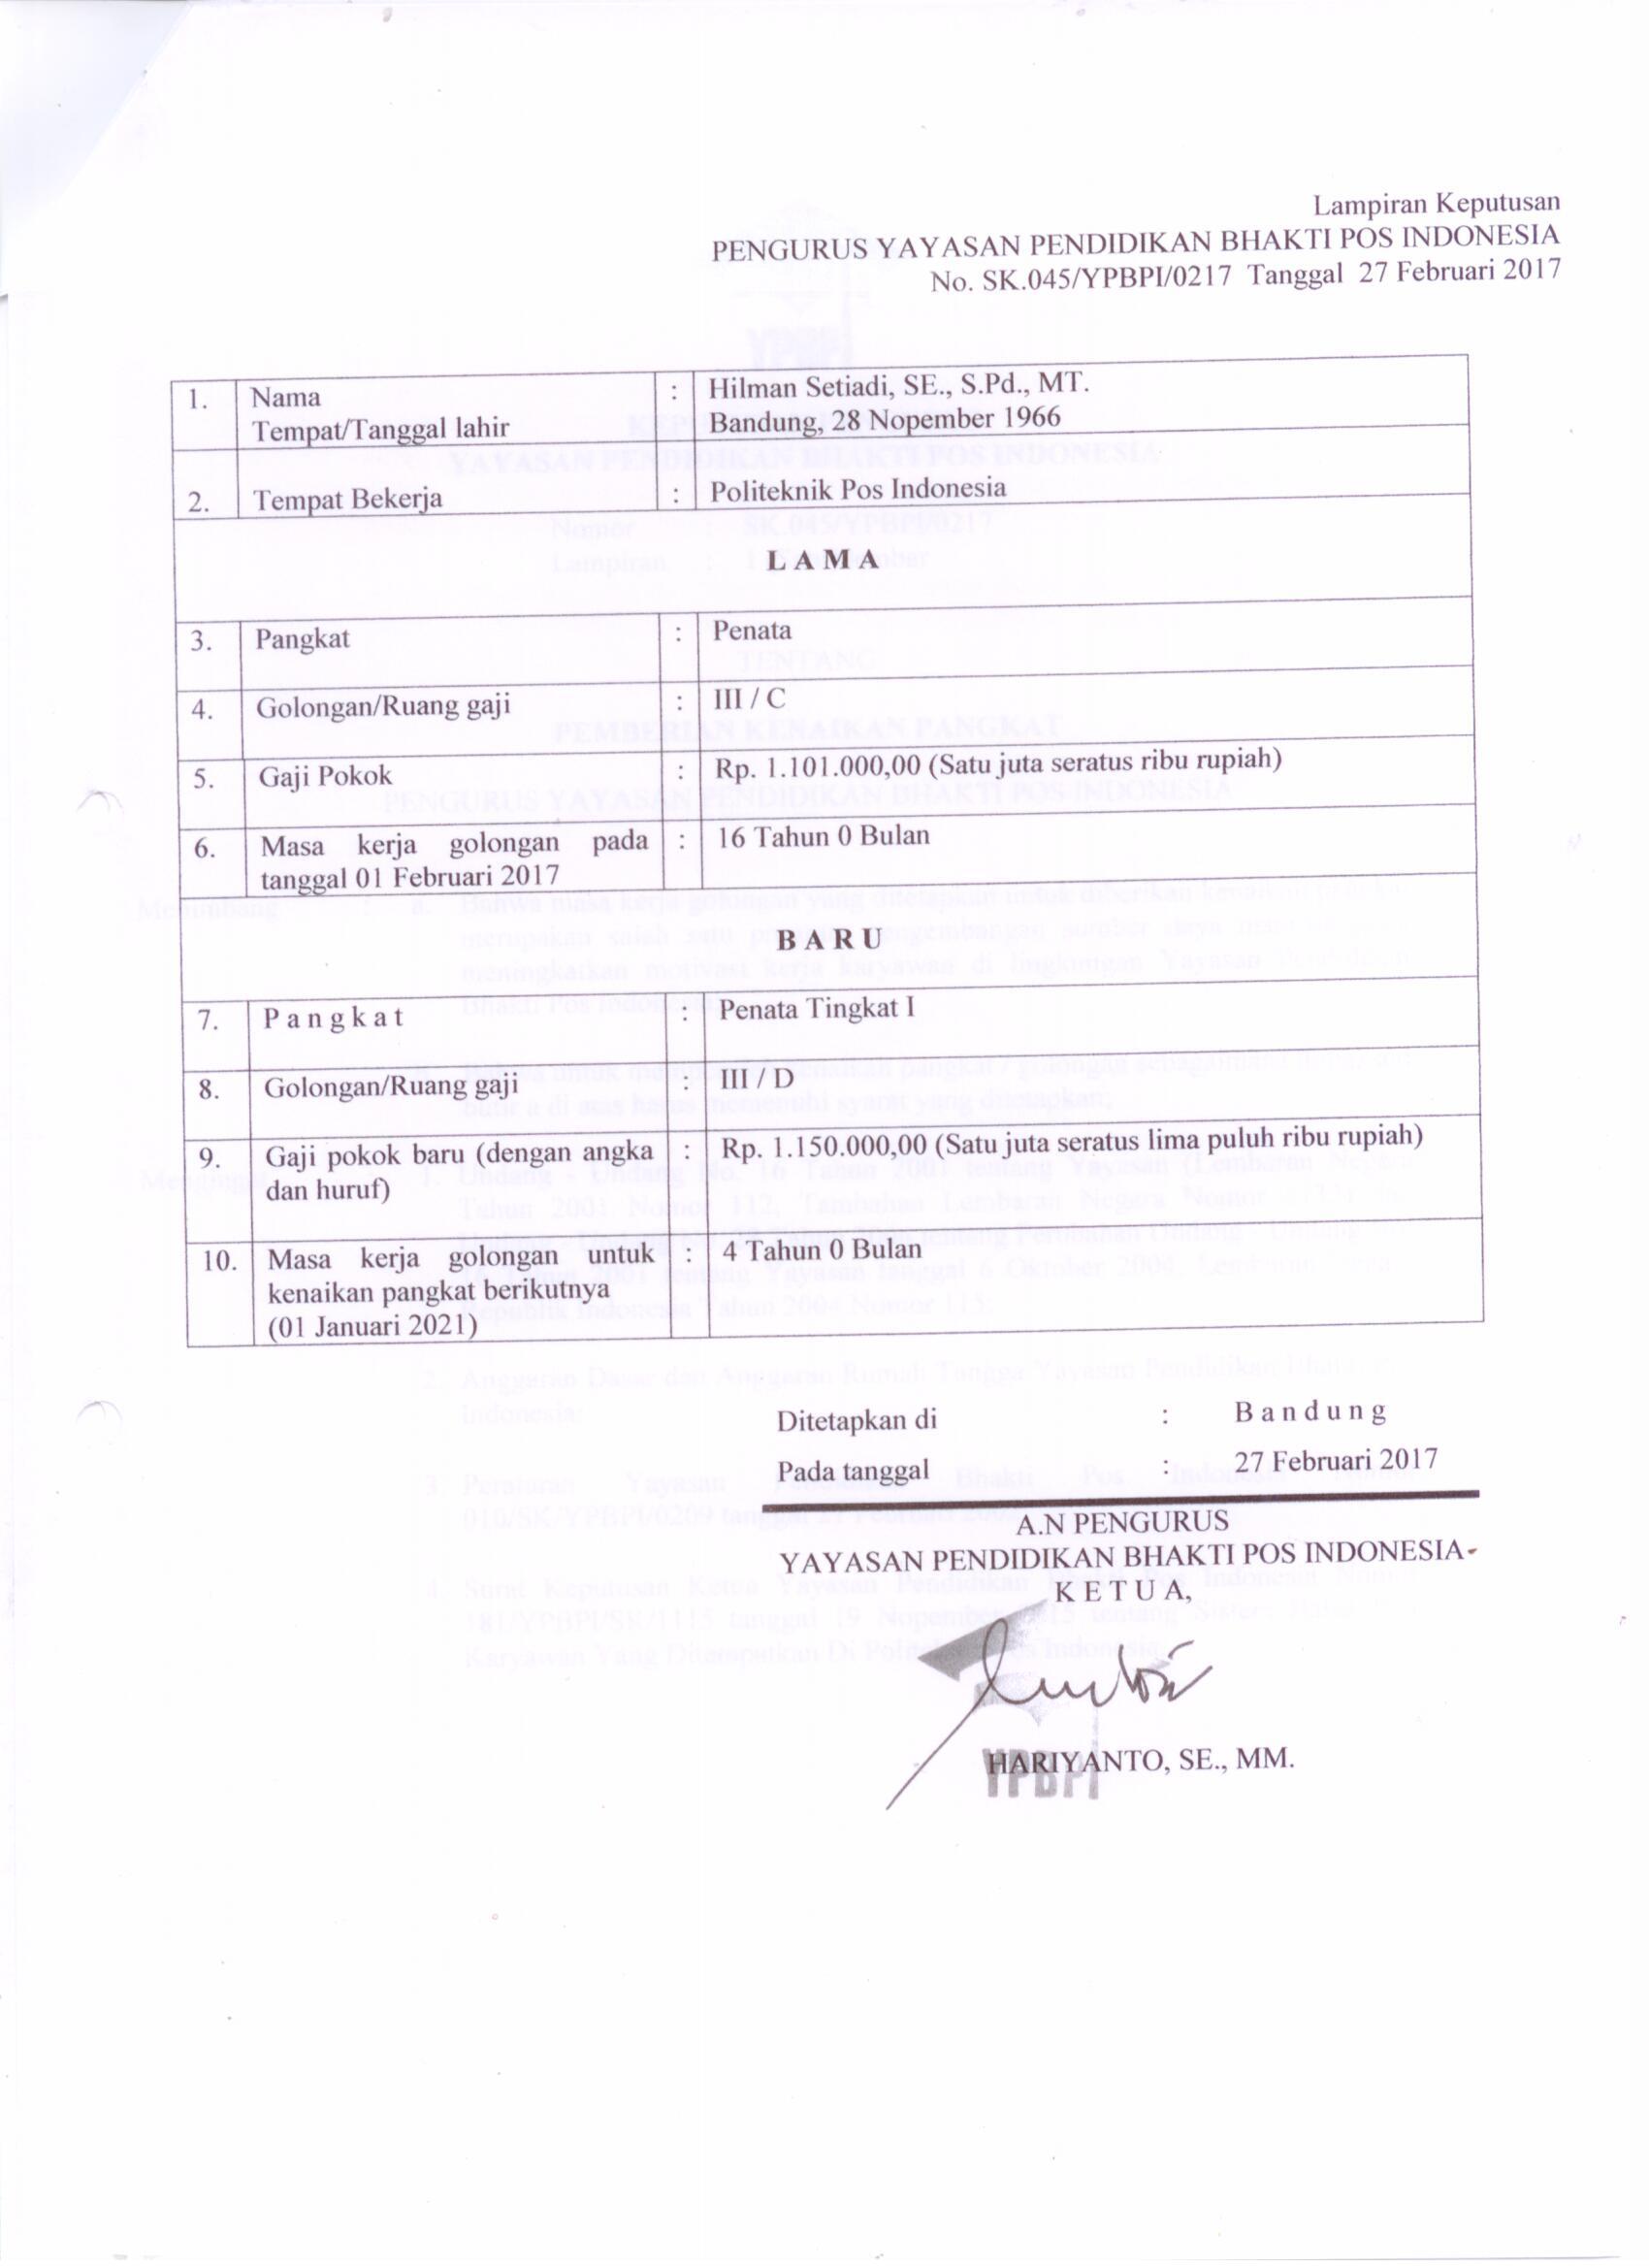 Lampiran Keputusan
PENGURUS YAYASAN PENDIDIKAN BHAKTI POS INDONESIA
No. SK.045/YPBPI/0217 Tanggal 27 Februari 2017
1. Nama : Hilman Setiadi, SE., S.Pd., MT.
Tempat/Tanggal lahir Bandung, 28 Nopember 1966
2. Tempat Bekerja : Politeknik Pos Indonesia
L A M A
3. Pangkat : Penata
4. Golongan/Ruang gaji : III / C
5. Gaji Pokok : Rp. 1.101.000,00 (Satu juta seratus ribu rupiah)
6. Masa kerja golongan pada : 16 Tahun 0 Bulan
tanggal 01 Februari 2017
B A R U
7. P a n g k a t : Penata Tingkat I
8. Golongan/Ruang gaji : III / D
9. Gaji pokok baru (dengan angka : Rp. 1.150.000,00 (Satu juta seratus lima puluh ribu rupiah)
dan huruf)
10. Masa kerja golongan untuk : 4 Tahun 0 Bulan
kenaikan pangkat berikutnya
(01 Januari 2021)
Ditetapkan di : B a n d u n g
Pada tanggal : 27 Februari 2017
A.N PENGURUS
YAYASAN PENDIDIKAN BHAKTI POS INDONESIA
K E T U A,
HARIYANTO, SE., MM.
YPBPI